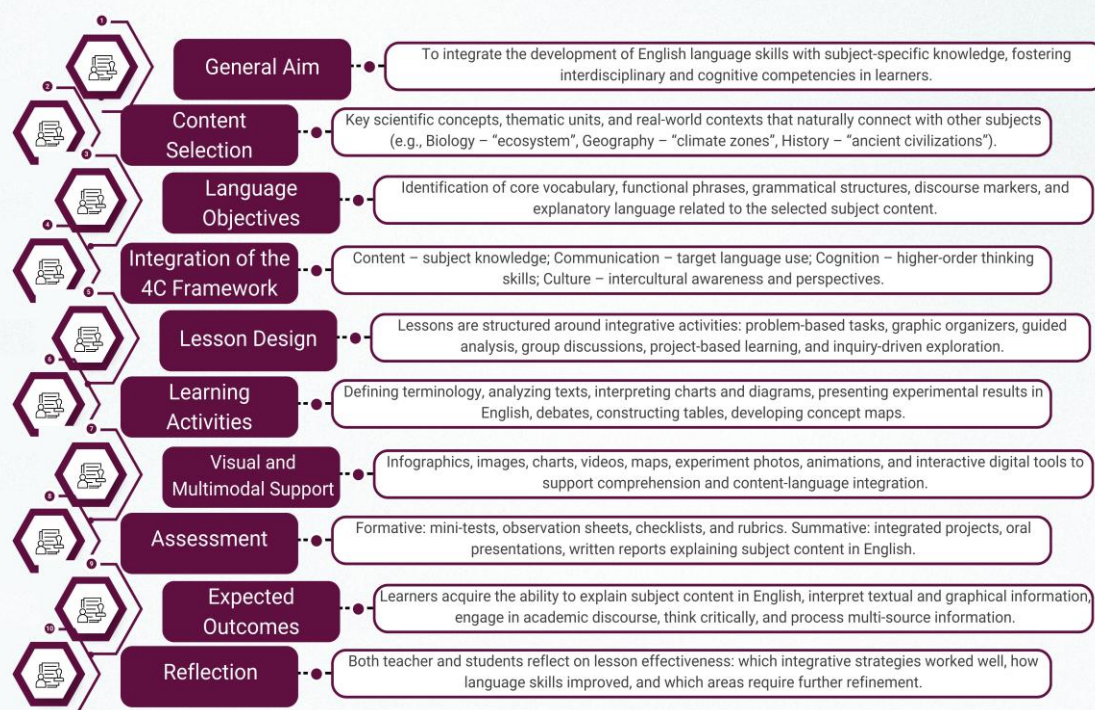 1
General Aim
To integrate the development of English language skills with subject-specific knowledge, fostering
interdisciplinary and cognitive competencies in learners.
2
Content
Selection
Key scientific concepts, thematic units, and real-world contexts that naturally connect with other subjects
(e.g., Biology – “ecosystem”, Geography – “climate zones”, History – “ancient civilizations”).
3
Language
Objectives
Identification of core vocabulary, functional phrases, grammatical structures, discourse markers, and
explanatory language related to the selected subject content.
4
Integration of the
4C Framework
Content – subject knowledge; Communication – target language use; Cognition – higher-order thinking
skills; Culture – intercultural awareness and perspectives.
5
Lesson Design
Lessons are structured around integrative activities: problem-based tasks, graphic organizers, guided
analysis, group discussions, project-based learning, and inquiry-driven exploration.
6
Learning
Activities
Defining terminology, analyzing texts, interpreting charts and diagrams, presenting experimental results in
English, debates, constructing tables, developing concept maps.
7
Visual and
Multimodal Support
Infographics, images, charts, videos, maps, experiment photos, animations, and interactive digital tools to
support comprehension and content-language integration.
8
Assessment
Formative: mini-tests, observation sheets, checklists, and rubrics. Summative: integrated projects, oral
presentations, written reports explaining subject content in English.
9
Expected
Outcomes
Learners acquire the ability to explain subject content in English, interpret textual and graphical information,
engage in academic discourse, think critically, and process multi-source information.
10
Reflection
Both teacher and students reflect on lesson effectiveness: which integrative strategies worked well, how
language skills improved, and which areas require further refinement.